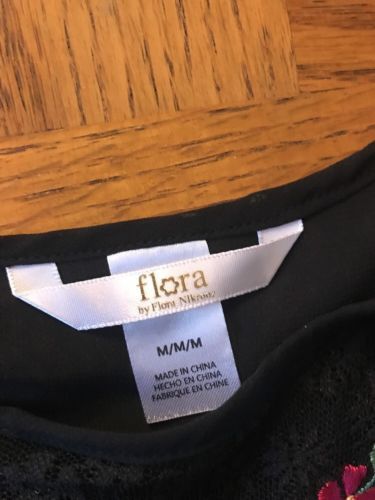 flora
by Flora Nikrooz
M/M/M
MADE IN CHINA
HECHO EN CHINA
FABRIQUE EN CHINE